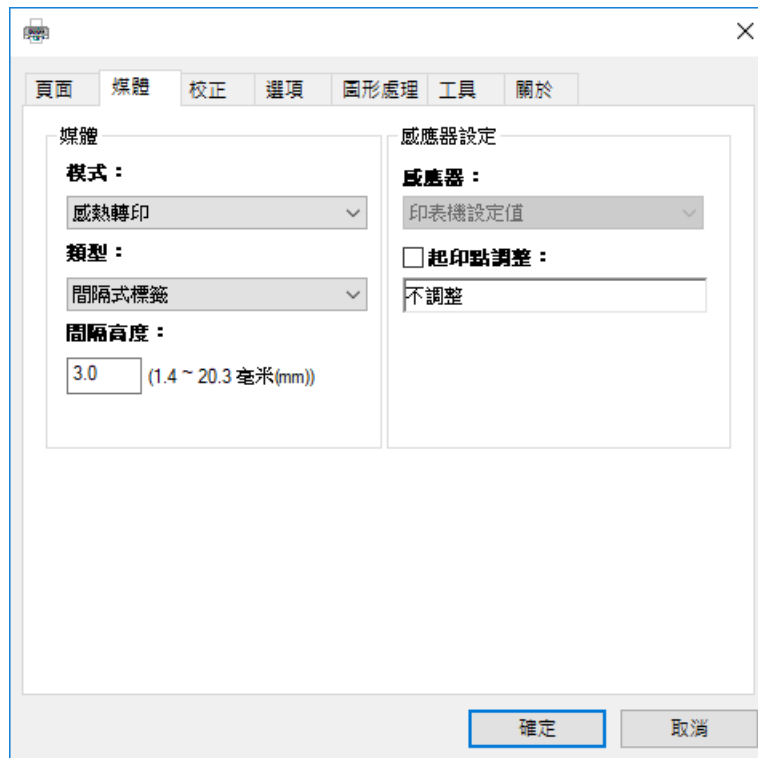 頁面 媒體 校正 選項 圖形處理 工具 關於
媒體
模式：
感熱轉印
類型：
間隔式標籤
間隔高度：
3.0 (1.4 ~ 20.3 毫米(mm))
感應器設定
感應器：
印表機設定值
起印點調整：
不調整
確定 取消